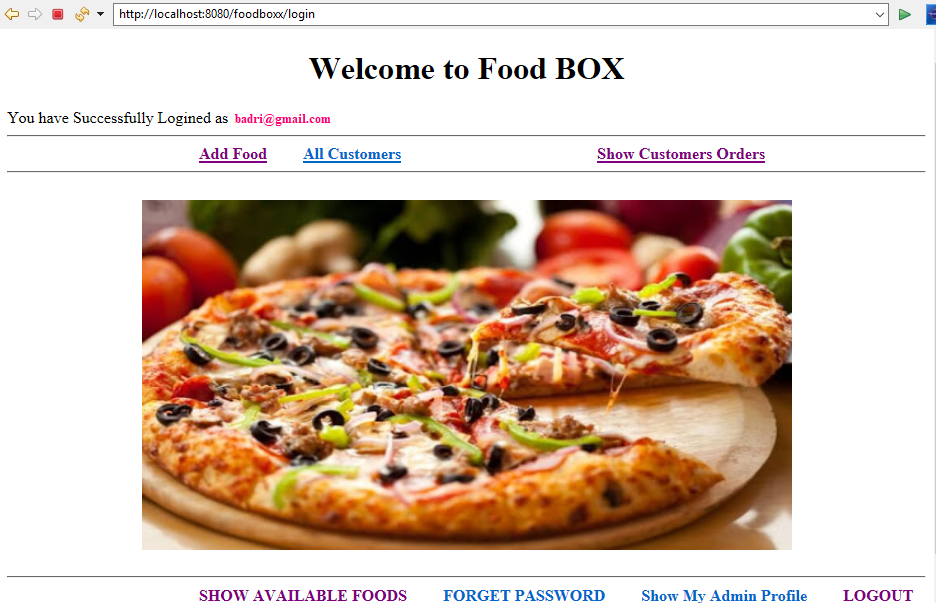 http://localhost:8080/foodboxx/login
Welcome to Food BOX
You have Successfully Logined as badri@gmail.com
Add Food All Customers Show Customers Orders
SHOW AVAILABLE FOODS FORGET PASSWORD Show My Admin Profile LOGOUT